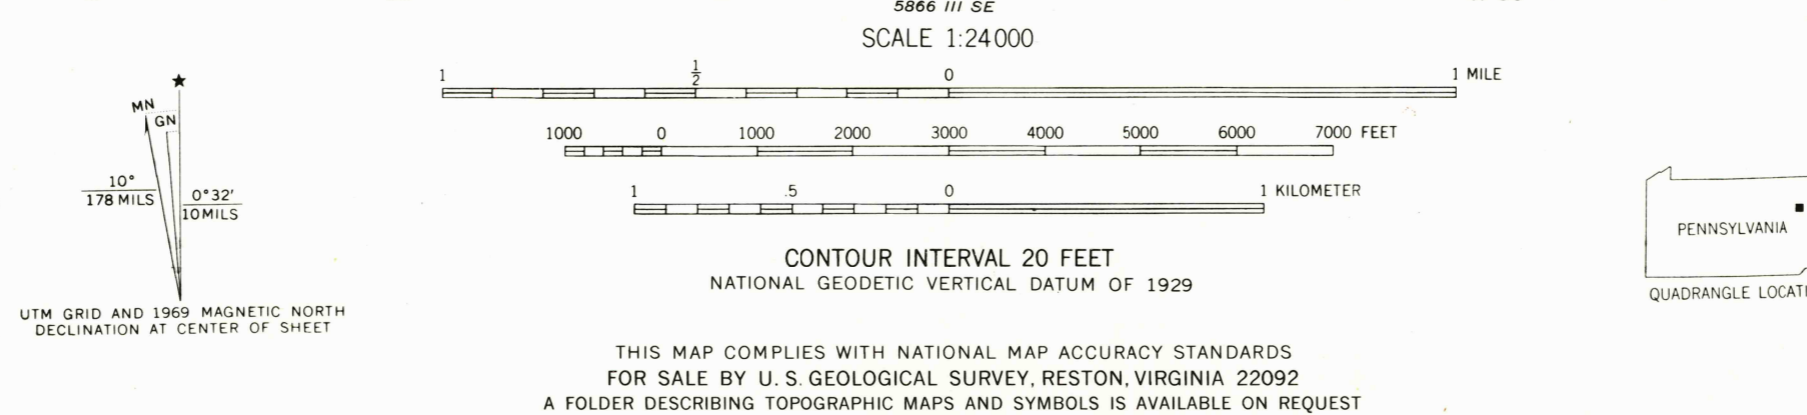 5866 III SE
SCALE 1:24000
1 1/2 0 1 MILE
1000 0 1000 2000 3000 4000 5000 6000 7000 FEET
1 .5 0 1 KILOMETER
CONTOUR INTERVAL 20 FEET
NATIONAL GEODETIC VERTICAL DATUM OF 1929
THIS MAP COMPLIES WITH NATIONAL MAP ACCURACY STANDARDS
FOR SALE BY U. S. GEOLOGICAL SURVEY, RESTON, VIRGINIA 22092
A FOLDER DESCRIBING TOPOGRAPHIC MAPS AND SYMBOLS IS AVAILABLE ON REQUEST
MN
GN
10°
178 MILS
0°32'
10 MILS
UTM GRID AND 1969 MAGNETIC NORTH
DECLINATION AT CENTER OF SHEET
PENNSYLVANIA
QUADRANGLE LOCATI